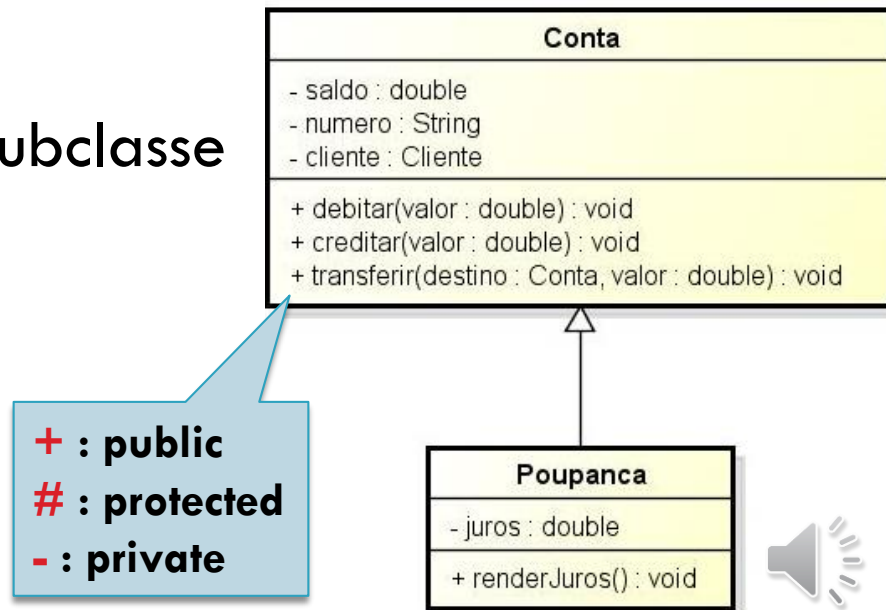 Conta
- saldo : double
- numero : String
- cliente : Cliente
+ debitar(valor : double) : void
+ creditar(valor : double) : void
+ transferir(destino : Conta, valor : double) : void
ubclasse
+ : public
# : protected
- : private
Poupanca
- juros : double
+ renderJuros() : void